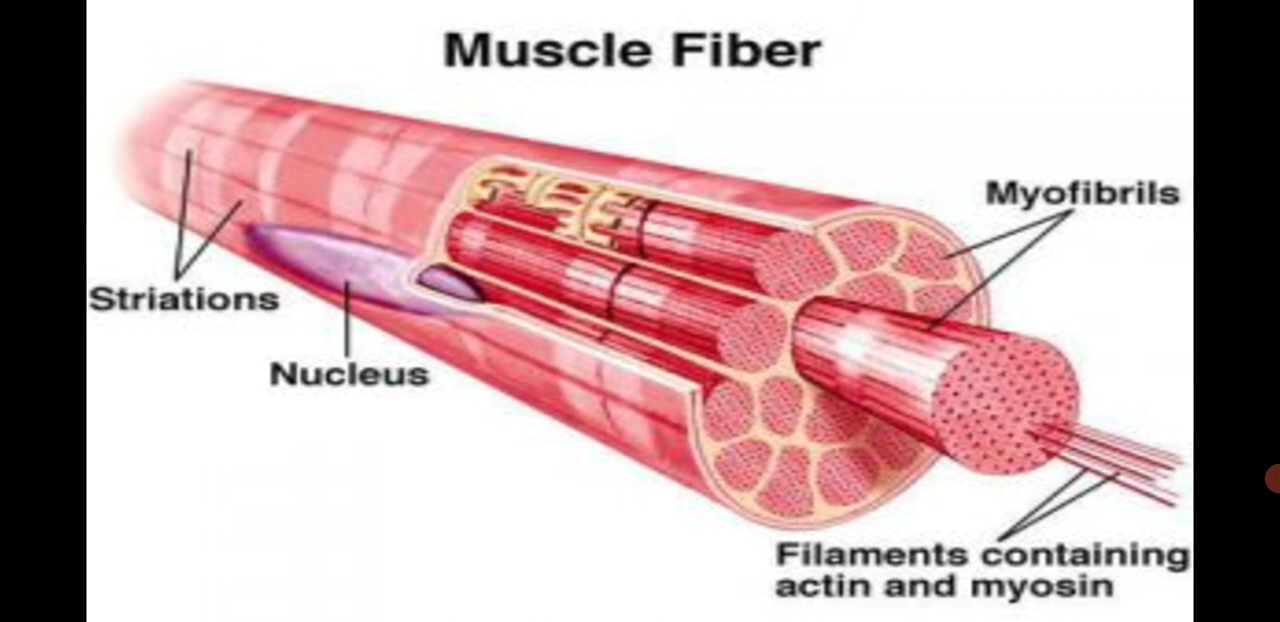 Muscle Fiber
Myofibrils
Striations
Nucleus
Filaments containing
actin and myosin